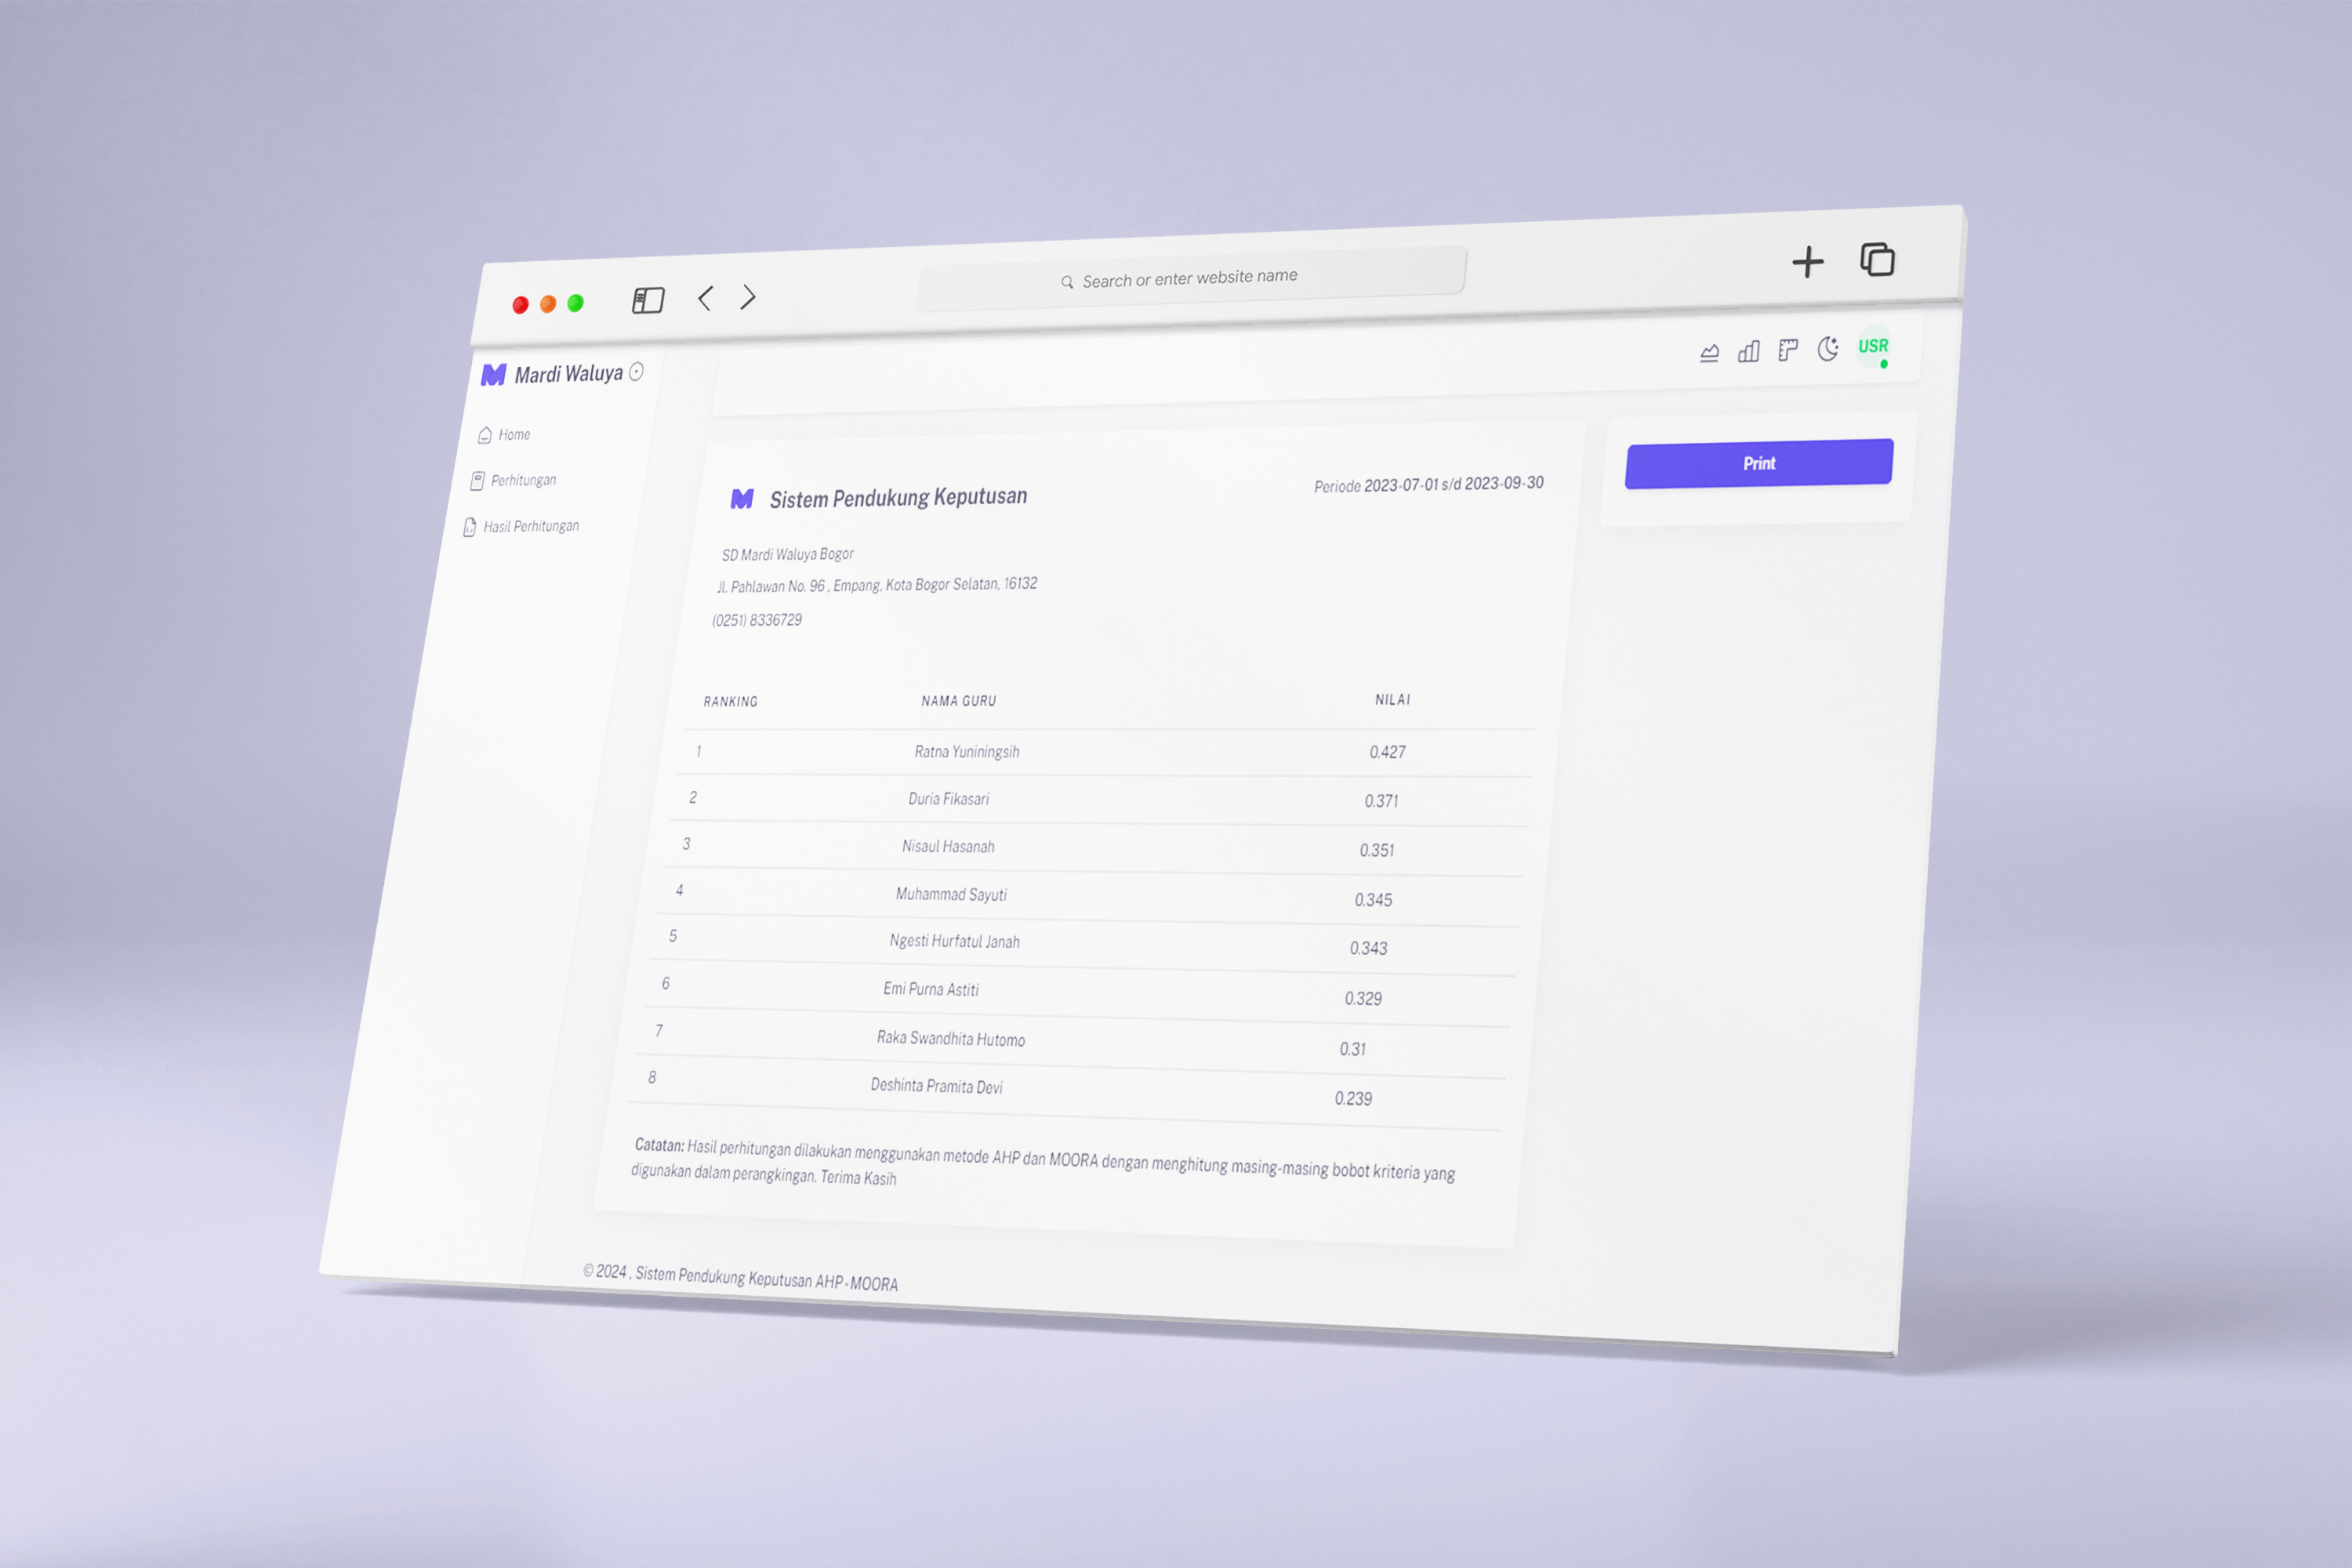 Search or enter website name
Mardi Waluya
USR
Home
Perhitungan
Hasil Perhitungan
Sistem Pendukung Keputusan
Periode 2023-07-01 s/d 2023-09-30
Print
SD Mardi Waluya Bogor
Jl. Pahlawan No. 96 , Empang, Kota Bogor Selatan, 16132
(0251) 8336729
RANKING NAMA GURU NILAI
1 Ratna Yuniningsih 0.427
2 Duria Fikasari 0.371
3 Nisaul Hasanah 0.351
4 Muhammad Sayuti 0.345
5 Ngesti Hurfatul Janah 0.343
6 Emi Purna Astiti 0.329
7 Raka Swandhita Hutomo 0.31
8 Deshinta Pramita Devi 0.239
Catatan: Hasil perhitungan dilakukan menggunakan metode AHP dan MOORA dengan menghitung masing-masing bobot kriteria yang
digunakan dalam perangkingan. Terima Kasih
© 2024 , Sistem Pendukung Keputusan AHP-MOORA